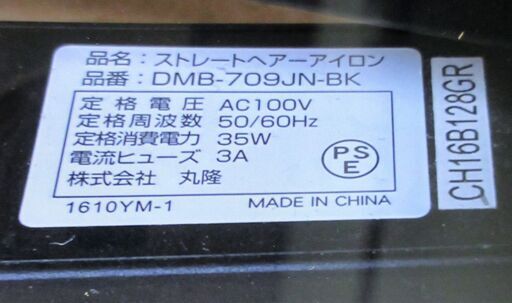 品名：ストレートヘアーアイロン
品番：DMB-709JN-BK
定格電圧 AC100V
定格周波数 50/60Hz
定格消費電力 35W
電流ヒューズ 3A
株式会社 丸隆
PS
E
1610YM-1 MADE IN CHINA
CH16B128GR